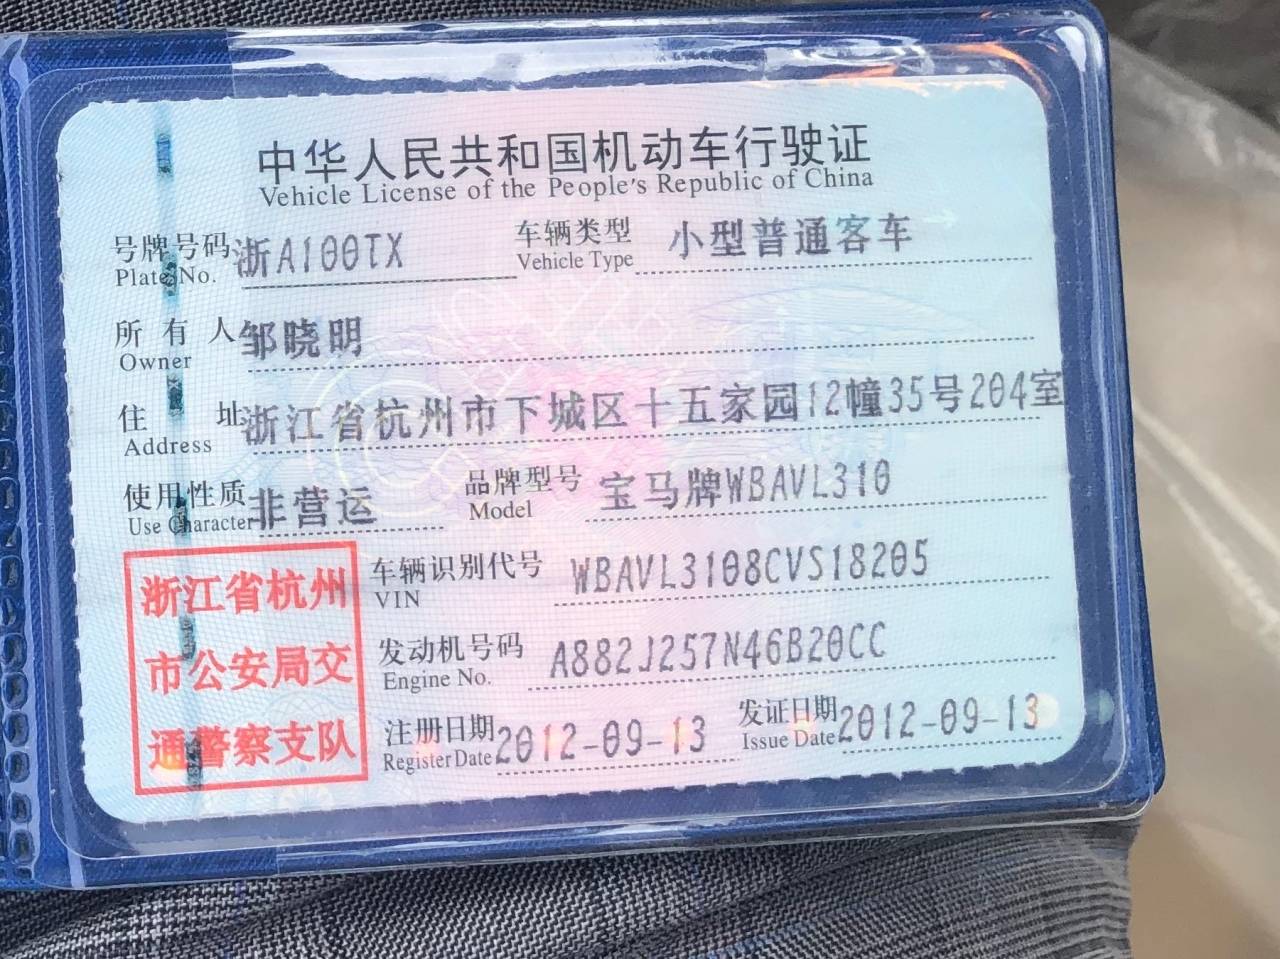 中华人民共和国机动车行驶证
Vehicle License of the People's Republic of China
号牌号码 浙A100TX 车辆类型 小型普通客车
Plate No. Vehicle Type
所有人 邹晓明
Owner
住址 浙江省杭州市下城区十五家园12幢35号204室
Address
使用性质 非营运 品牌型号 宝马牌WBAVL310
Use Character Model
车辆识别代号 WBAVL3108CVS18205
VIN
发动机号码 A882J257N46B20CC
Engine No.
注册日期 2012-09-13 发证日期 2012-09-13
Register Date Issue Date
浙江省杭州
市公安局交
通警察支队